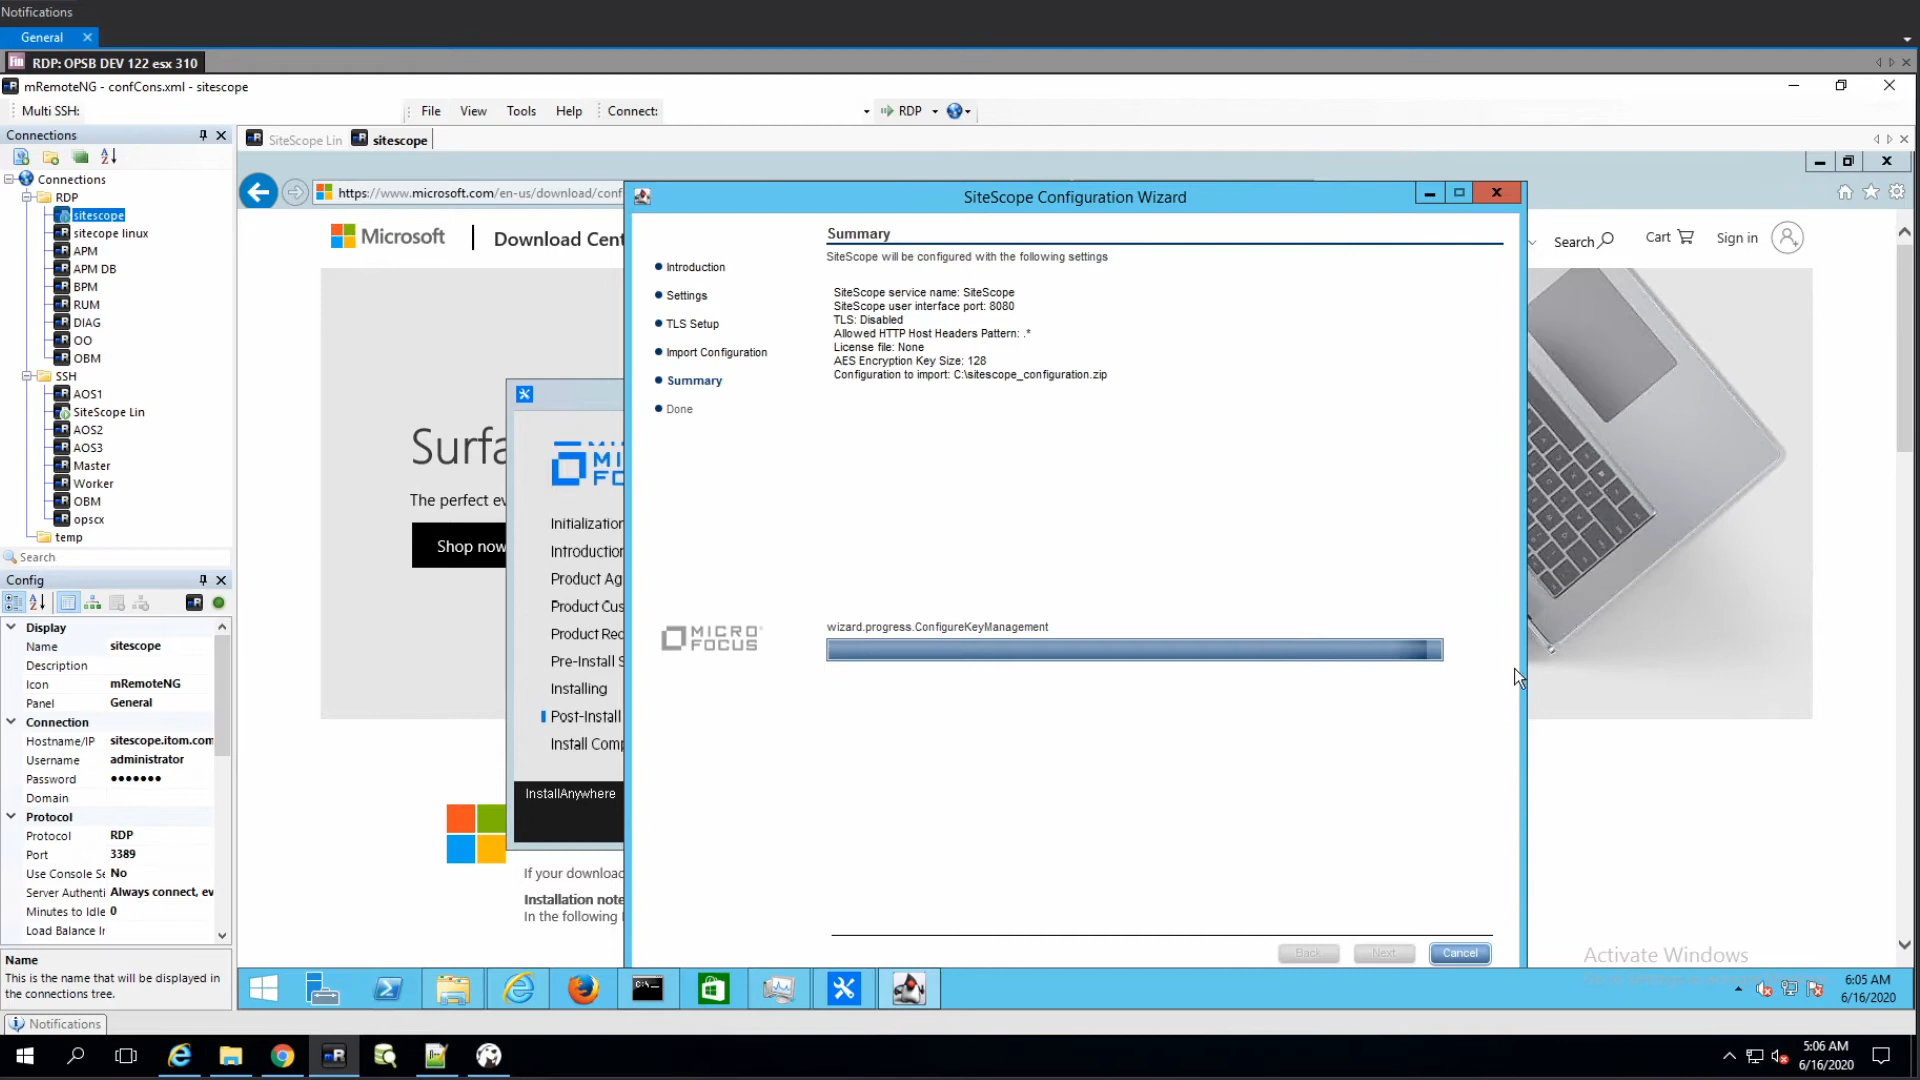 Notifications
General
RDP: OPSB DEV 122 esx 310
mRemoteNG - confCons.xml - sitescope
Multi SSH:
File View Tools Help Connect: RDP
Connections
SiteScope Lin sitescope
Connections
RDP
sitescope
sitecope linux
APM
APM DB
BPM
RUM
DIAG
OO
OBM
SSH
AOS1
SiteScope Lin
AOS2
AOS3
Master
Worker
OBM
opscx
temp
Search
Config
Display
Name sitescope
Description
Icon mRemoteNG
Panel General
Connection
Hostname/IP sitescope.itom.com
Username administrator
Password ●●●●●●●
Domain
Protocol
Protocol RDP
Port 3389
Use Console Se No
Server Authenti Always connect, ev
Minutes to Idle 0
Load Balance Ir
Name
This is the name that will be displayed in
the connections tree.
Notifications
https://www.microsoft.com/en-us/download/conf
Microsoft Download Cent
Search
Cart
Sign in
Surfa
The perfect ev
Shop now
MI
FC
Initialization
Introduction
Product Ag
Product Cus
Product Rec
Pre-Install S
Installing
Post-Install
Install Comp
InstallAnywhere
If your download
Installation note
In the following
SiteScope Configuration Wizard
Introduction
Settings
TLS Setup
Import Configuration
Summary
Done
MICRO
FOCUS
Summary
SiteScope will be configured with the following settings
SiteScope service name: SiteScope
SiteScope user interface port: 8080
TLS: Disabled
Allowed HTTP Host Headers Pattern: .*
License file: None
AES Encryption Key Size: 128
Configuration to import: C:\sitescope_configuration.zip
wizard.progress.ConfigureKeyManagement
Back Next Cancel
Activate Windows
6:05 AM
6/16/2020
5:06 AM
6/16/2020